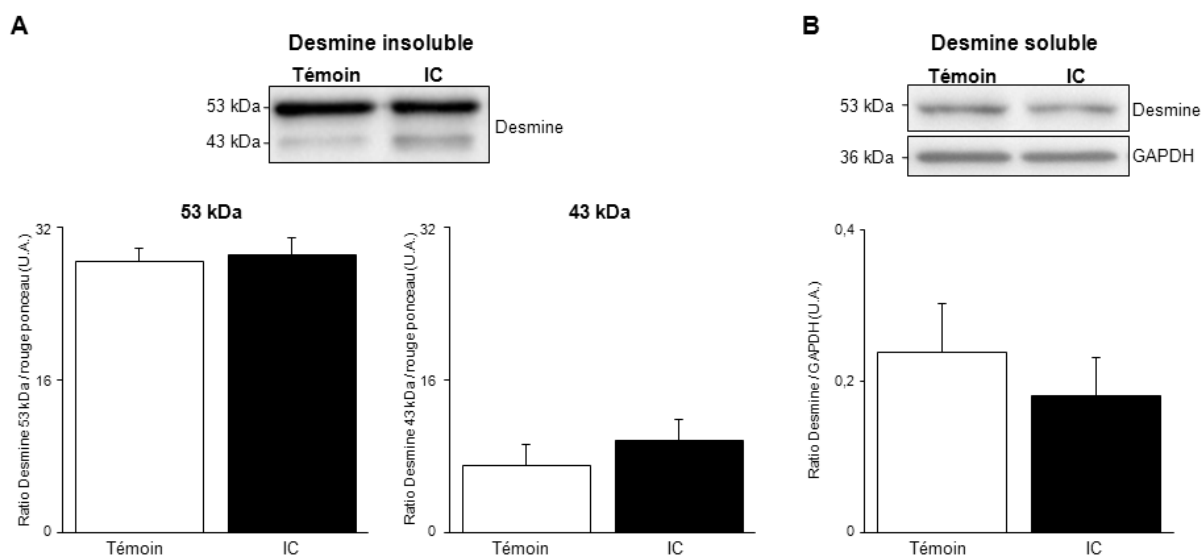 A
Desmine insoluble
Témoin IC
53 kDa
43 kDa
Desmine
53 kDa
32
16
0
Ratio Desmine 53 kDa / rouge ponceau (U.A.)
Témoin IC
43 kDa
32
16
0
Ratio Desmine 43 kDa / rouge ponceau (U.A.)
Témoin IC
B
Desmine soluble
Témoin IC
53 kDa
Desmine
36 kDa
GAPDH
0,4
0,2
0
Ratio Desmine / GAPDH (U.A.)
Témoin IC